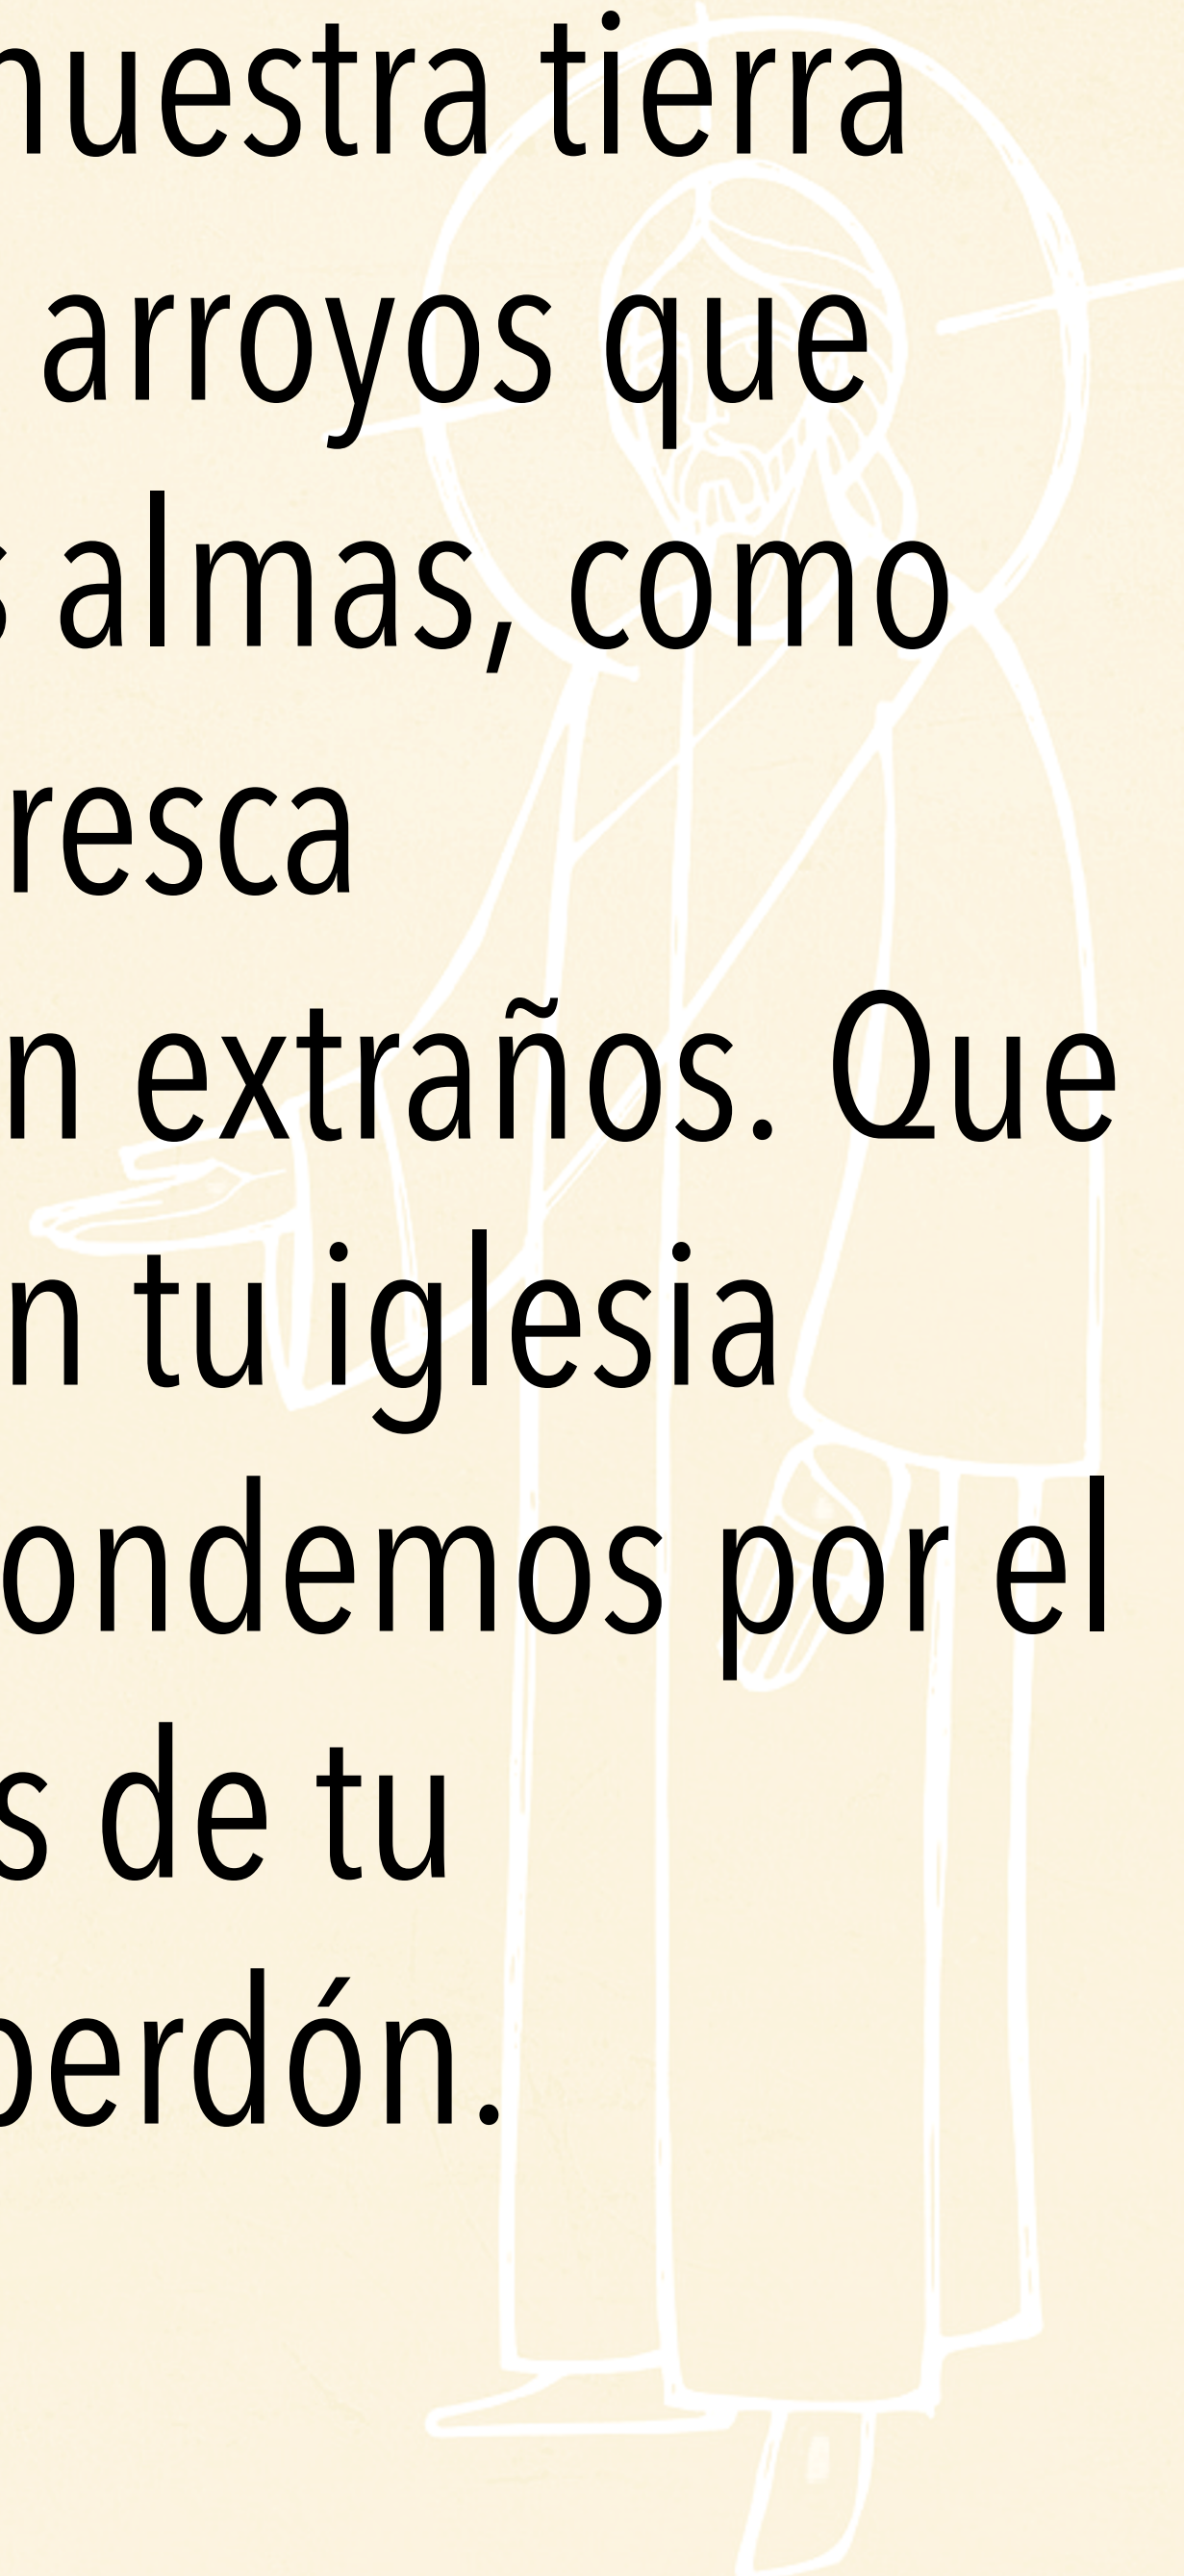 nuestra tierra
arroyos que
s almas, como
resca
n extraños. Que
n tu iglesia
ondemos por el
s de tu
perdón.